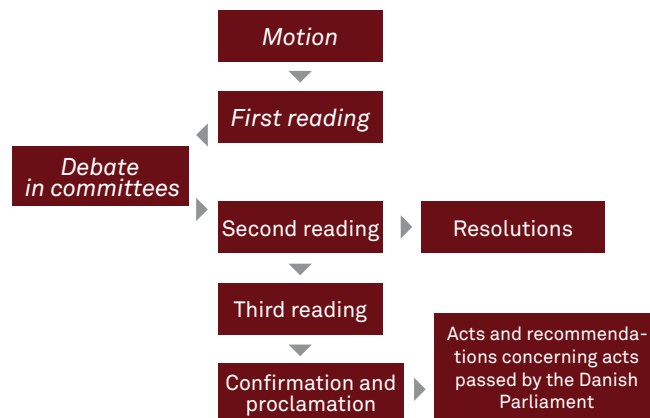 Motion
First reading
Debate
in committees
Second reading
Resolutions
Third reading
Confirmation and
proclamation
Acts and recommenda-
tions concerning acts
passed by the Danish
Parliament